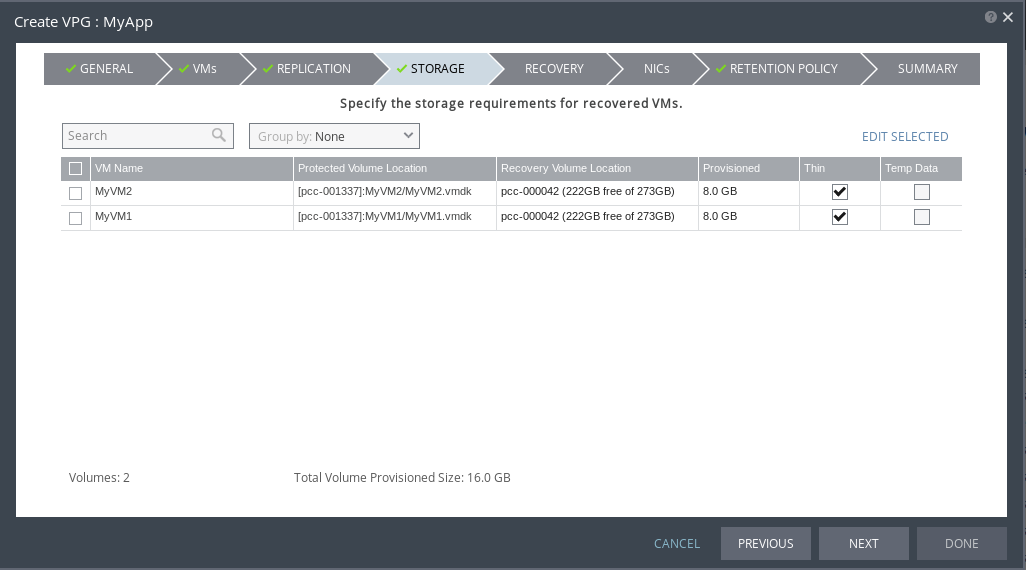 Create VPG : MyApp
?
GENERAL VMs REPLICATION STORAGE RECOVERY NICs RETENTION POLICY SUMMARY
Specify the storage requirements for recovered VMs.
Search Group by: None EDIT SELECTED
VM Name Protected Volume Location Recovery Volume Location Provisioned Thin Temp Data
MyVM2 [pcc-001337]:MyVM2/MyVM2.vmdk pcc-000042 (222GB free of 273GB) 8.0 GB
MyVM1 [pcc-001337]:MyVM1/MyVM1.vmdk pcc-000042 (222GB free of 273GB) 8.0 GB
Volumes: 2 Total Volume Provisioned Size: 16.0 GB
CANCEL PREVIOUS NEXT DONE